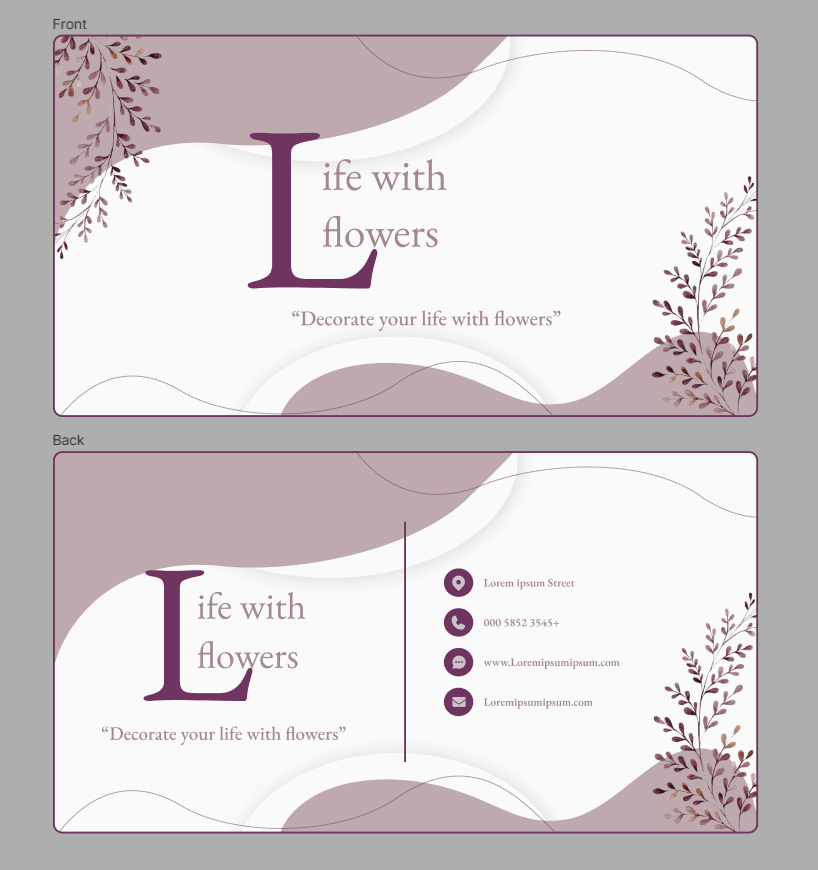 Front
Life with
flowers
“Decorate your life with flowers”
Back
Life with
flowers
“Decorate your life with flowers”
Lorem ipsum Street
000 5852 3545+
www.Loremipsumipsum.com
Loremipsumipsum.com